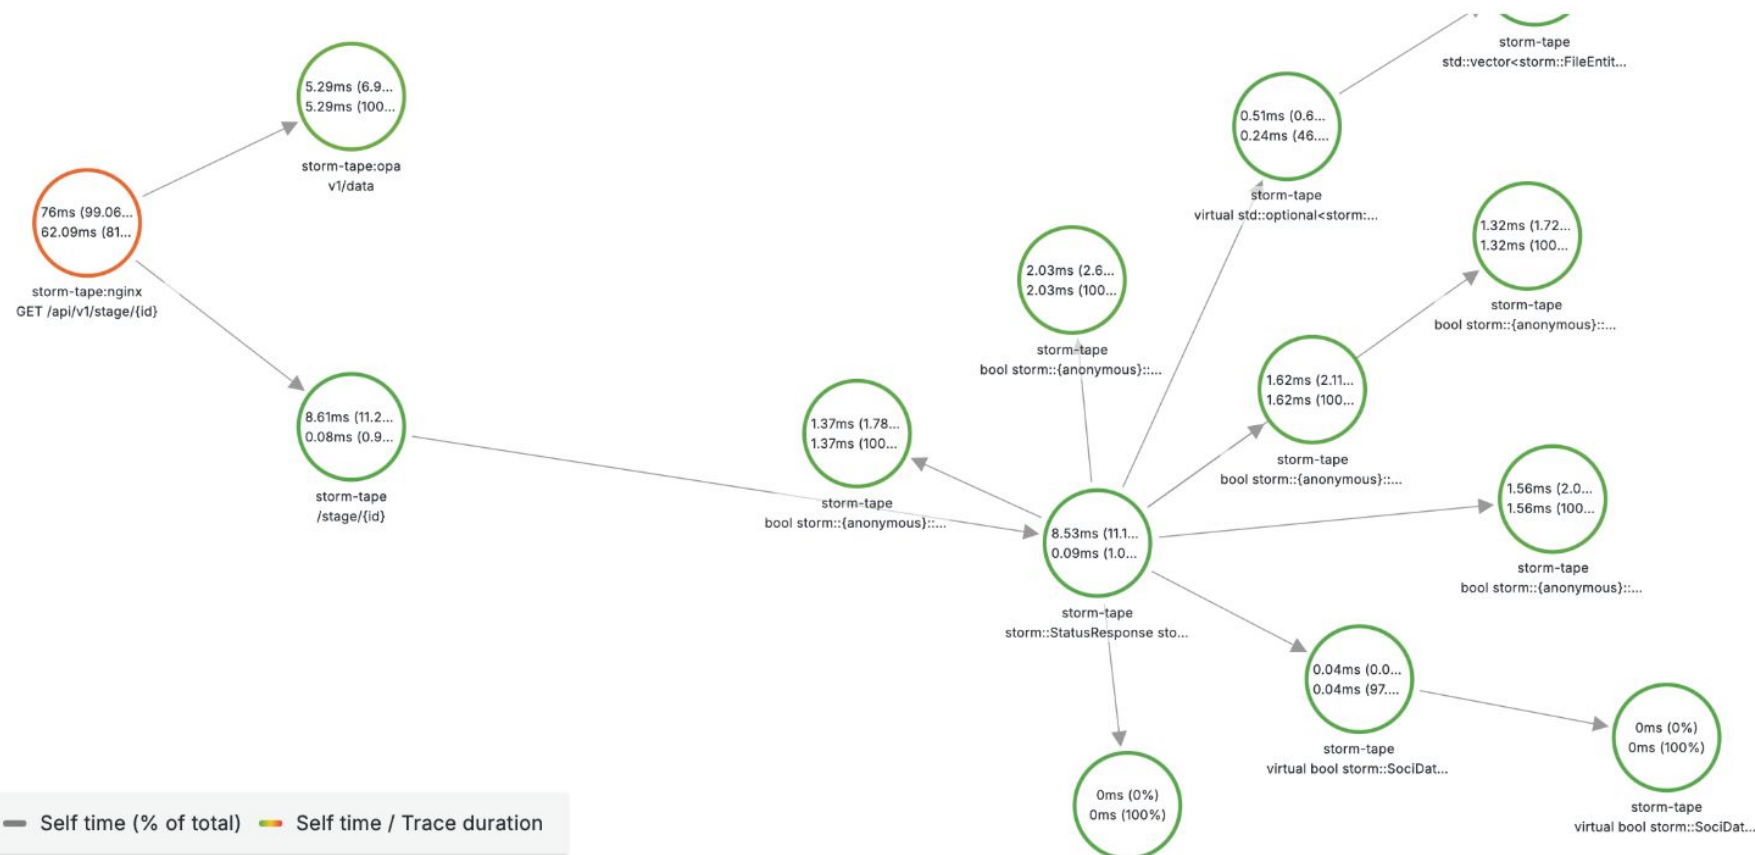 storm-tape
std::vector<storm::FileEntit...
5.29ms (6.9...
5.29ms (100...
storm-tape:opa
v1/data
0.51ms (0.6...
0.24ms (46....
storm-tape
virtual std::optional<storm:...
76ms (99.06...
62.09ms (81...
storm-tape:nginx
GET /api/v1/stage/{id}
1.32ms (1.72...
1.32ms (100...
storm-tape
bool storm::{anonymous}::...
2.03ms (2.6...
2.03ms (100...
storm-tape
bool storm::{anonymous}::...
1.62ms (2.11...
1.62ms (100...
storm-tape
bool storm::{anonymous}::...
8.61ms (11.2...
0.08ms (0.9...
storm-tape
/stage/{id}
1.37ms (1.78...
1.37ms (100...
storm-tape
bool storm::{anonymous}::...
1.56ms (2.0...
1.56ms (100...
storm-tape
bool storm::{anonymous}::...
8.53ms (11.1...
0.09ms (1.0...
storm-tape
storm::StatusResponse sto...
0.04ms (0.0...
0.04ms (97....
storm-tape
virtual bool storm::SociDat...
0ms (0%)
0ms (100%)
storm-tape
virtual bool storm::SociDat...
0ms (0%)
0ms (100%)
Self time (% of total)
Self time / Trace duration